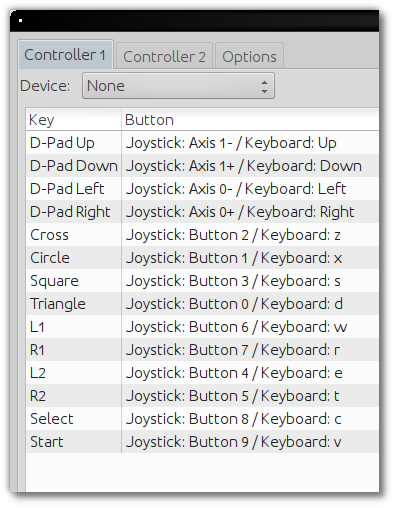 Controller 1 Controller 2 Options
Device: None
Key Button
D-Pad Up Joystick: Axis 1- / Keyboard: Up
D-Pad Down Joystick: Axis 1+ / Keyboard: Down
D-Pad Left Joystick: Axis 0- / Keyboard: Left
D-Pad Right Joystick: Axis 0+ / Keyboard: Right
Cross Joystick: Button 2 / Keyboard: z
Circle Joystick: Button 1 / Keyboard: x
Square Joystick: Button 3 / Keyboard: s
Triangle Joystick: Button 0 / Keyboard: d
L1 Joystick: Button 6 / Keyboard: w
R1 Joystick: Button 7 / Keyboard: r
L2 Joystick: Button 4 / Keyboard: e
R2 Joystick: Button 5 / Keyboard: t
Select Joystick: Button 8 / Keyboard: c
Start Joystick: Button 9 / Keyboard: v